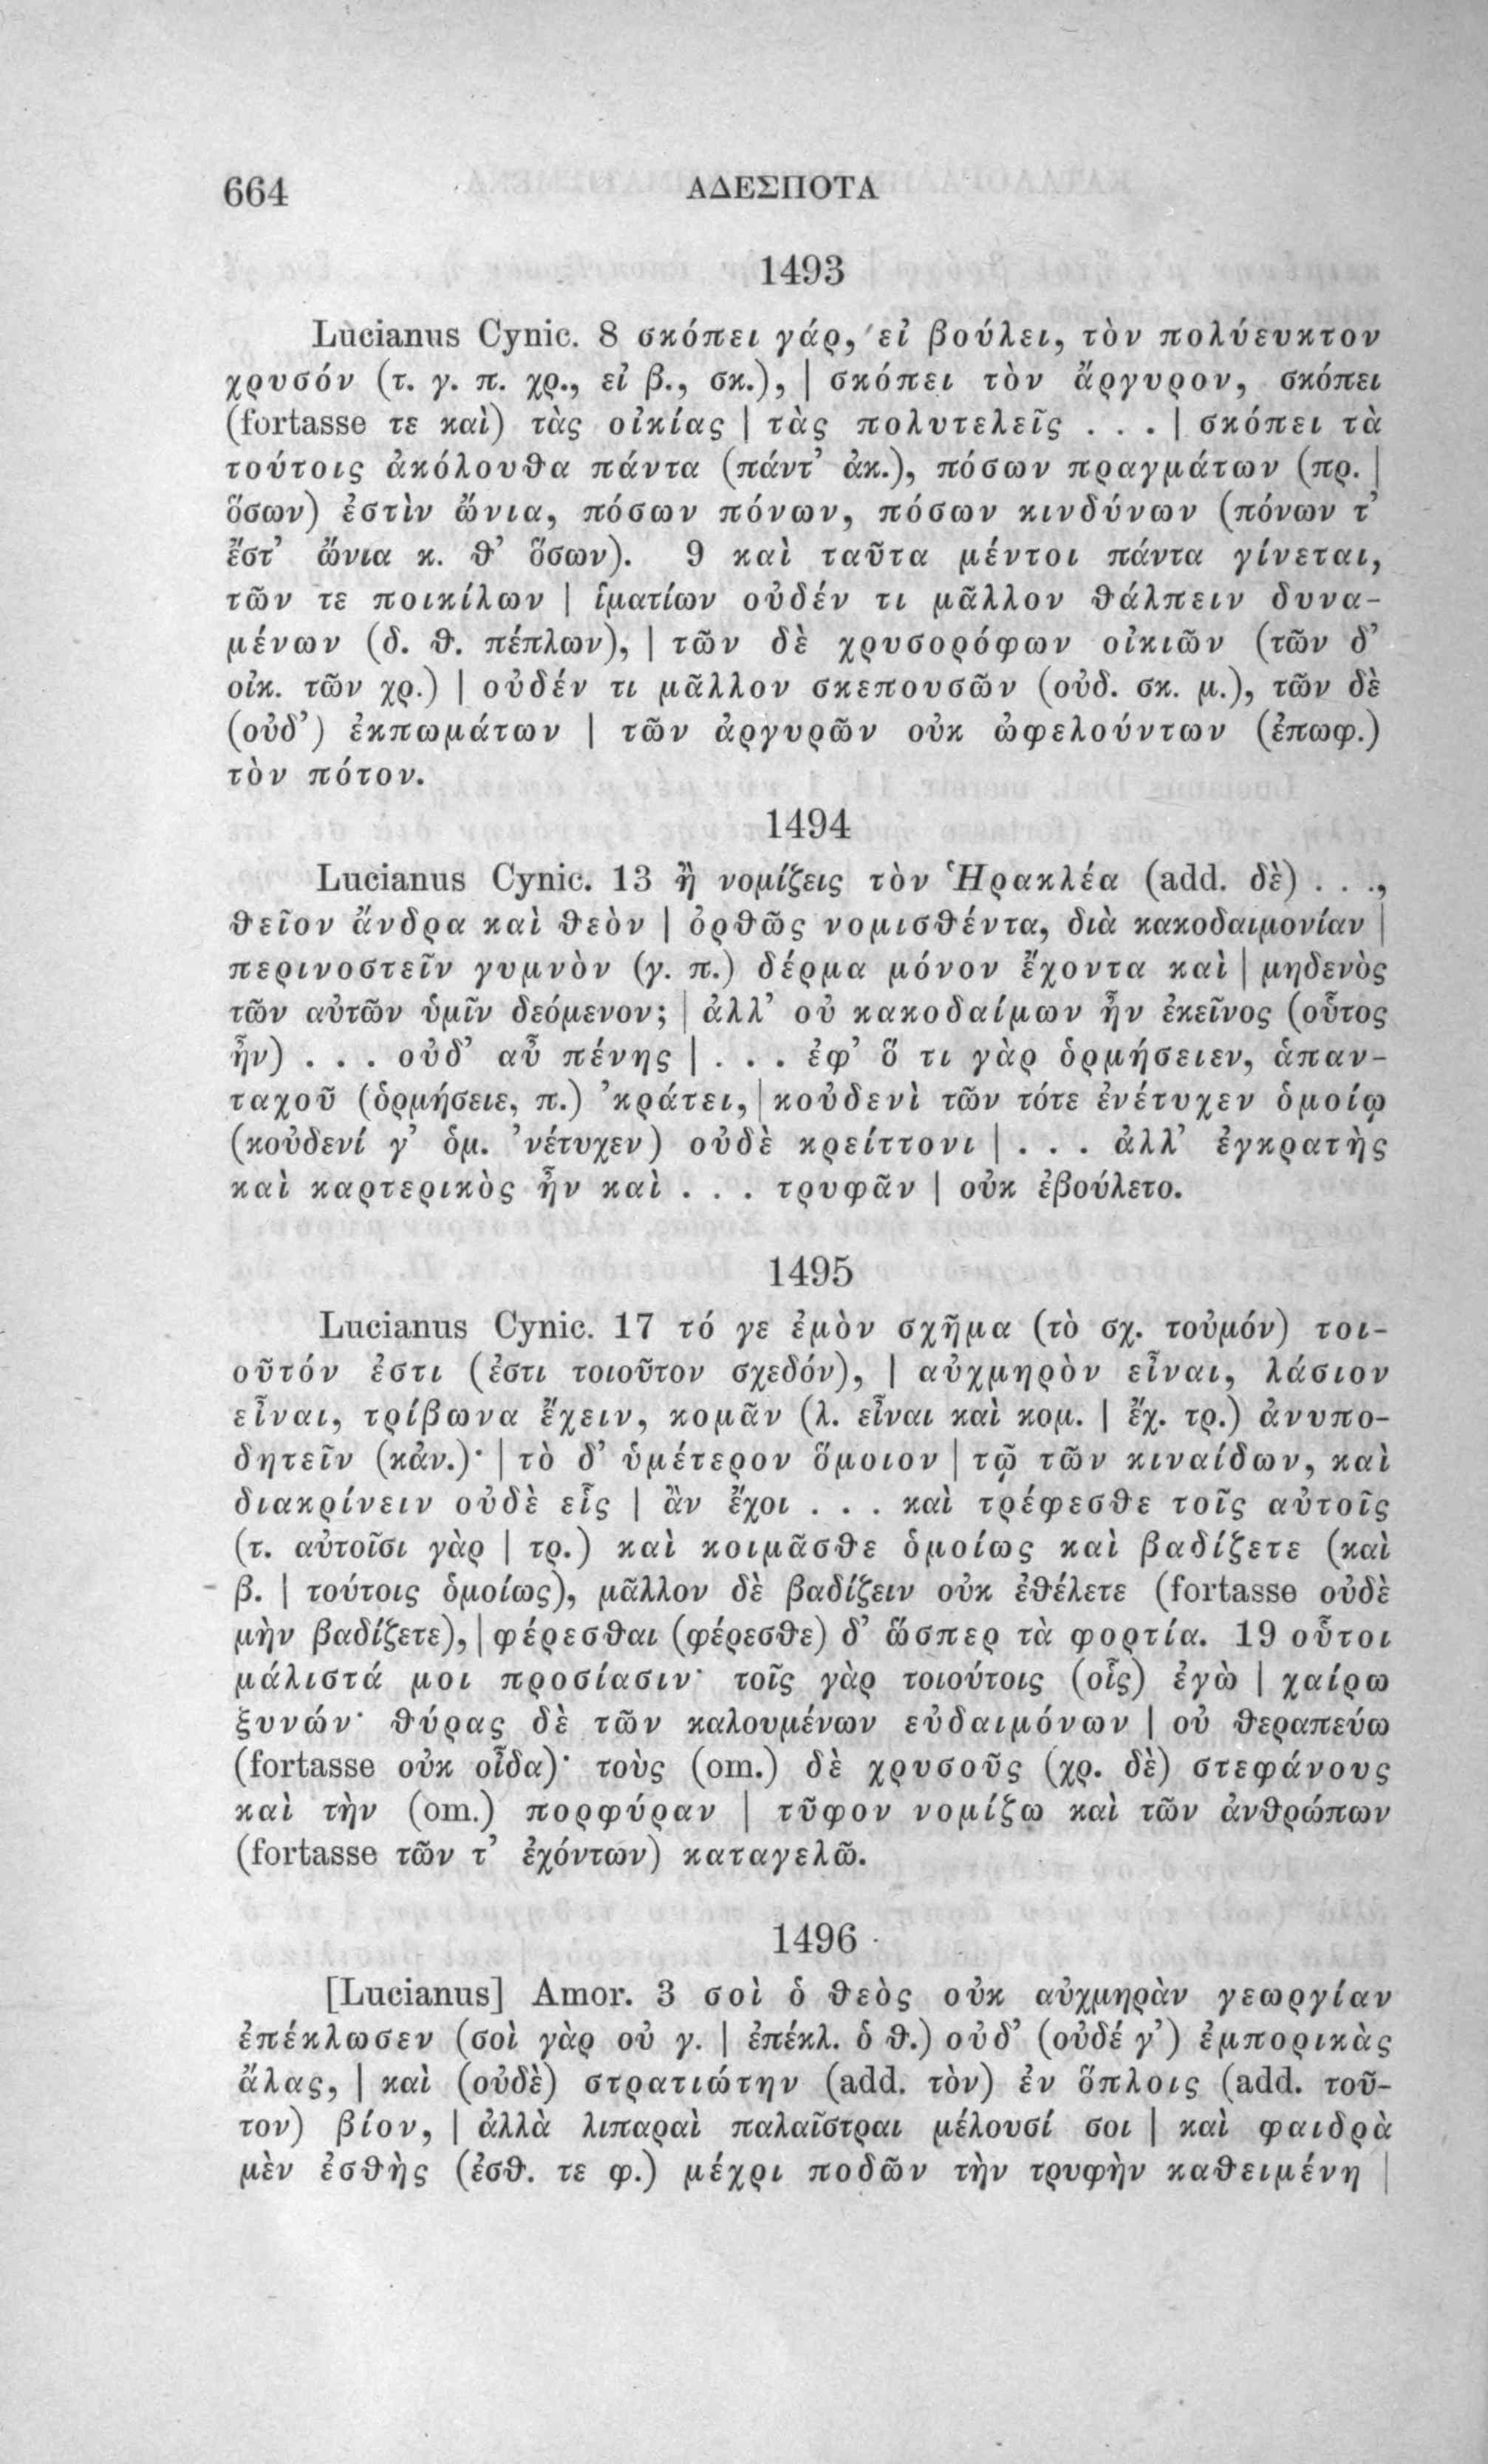 664 ΑΔΕΣΠΟΤΑ
1493
Lucianus Cynic. 8 σκόπει γάρ, εἰ βούλει, τὸν πολύευκτον
χρυσόν (τ. γ. π. χρ., εἰ β., σκ.), | σκόπει τὸν ἄργυρον, σκόπει
(fortasse τε καὶ) τὰς οἰκίας | τὰς πολυτελεῖς . . . | σκόπει τὰ
τούτοις ἀκόλουθα πάντα (πάντ’ ἀκ.), πόσων πραγμάτων (πρ. |
ὅσων) ἐστὶν ὤνια, πόσων πόνων, πόσων κινδύνων (πόνων τ’
ἔστ’ ὤνια κ. θ’ ὅσων). 9 καὶ ταῦτα μέντοι πάντα γίνεται,
τῶν τε ποικίλων | ἱματίων οὐδέν τι μᾶλλον θάλπειν δυνα-
μένων (δ. θ. πέπλων), | τῶν δὲ χρυσορόφων οἰκιῶν (τῶν δ’
οἰκ. τῶν χρ.) | οὐδέν τι μᾶλλον σκεπουσῶν (οὐδ. σκ. μ.), τῶν δὲ
(οὐδ’) ἐκπωμάτων | τῶν ἀργυρῶν οὐκ ὠφελούντων (ἐπωφ.)
τὸν πότον.
1494
Lucianus Cynic. 13 ἢ νομίζεις τὸν Ἡρακλέα (add. δὲ) . . .,
θεῖον ἄνδρα καὶ θεὸν | ὀρθῶς νομισθέντα, διὰ κακοδαιμονίαν |
περινοστεῖν γυμνὸν (γ. π.) δέρμα μόνον ἔχοντα καὶ | μηδενὸς
τῶν αὐτῶν ὑμῖν δεόμενον; | ἀλλ’ οὐ κακοδαίμων ἦν ἐκεῖνος (οὗτος
ἦν) . . . οὐδ’ αὖ πένης | . . . ἐφ’ ὅ τι γὰρ ὁρμήσειεν, ἁπαν-
ταχοῦ (ὁρμήσειε, π.) ’κράτει, | κοὐδενὶ τῶν τότε ἐνέτυχεν ὁμοίῳ
(κοὐδενί γ’ ὁμ. ’νέτυχεν) οὐδὲ κρείττονι | . . . ἀλλ’ ἐγκρατὴς
καὶ καρτερικὸς ἦν καὶ . . . τρυφᾶν | οὐκ ἐβούλετο.
1495
Lucianus Cynic. 17 τό γε ἐμὸν σχῆμα (τὸ σχ. τοὐμόν) τοι-
οῦτόν ἐστι (ἐστι τοιοῦτον σχεδόν), | αὐχμηρὸν εἶναι, λάσιον
εἶναι, τρίβωνα ἔχειν, κομᾶν (λ. εἶναι καὶ κομ. | ἔχ. τρ.) ἀνυπο-
δητεῖν (κἀν.)· | τὸ δ’ ὑμέτερον ὅμοιον | τῷ τῶν κιναίδων, καὶ
διακρίνειν οὐδὲ εἷς | ἂν ἔχοι . . . καὶ τρέφεσθε τοῖς αὐτοῖς
(τ. αὐτοῖσι γὰρ | τρ.) καὶ κοιμᾶσθε ὁμοίως καὶ βαδίζετε (καὶ
β. | τούτοις ὁμοίως), μᾶλλον δὲ βαδίζειν οὐκ ἐθέλετε (fortasse οὐδὲ
μὴν βαδίζετε), | φέρεσθαι (φέρεσθε) δ’ ὥσπερ τὰ φορτία. 19 οὗτοι
μάλιστά μοι προσίασιν· τοῖς γὰρ τοιούτοις (οἷς) ἐγὼ | χαίρω
ξυνών· θύρας δὲ τῶν καλουμένων εὐδαιμόνων | οὐ θεραπεύω
(fortasse οὐκ οἶδα)· τοὺς (om.) δὲ χρυσοῦς (χρ. δὲ) στεφάνους
καὶ τὴν (om.) πορφύραν | τῦφον νομίζω καὶ τῶν ἀνθρώπων
(fortasse τῶν τ’ ἐχόντων) καταγελῶ.
1496
[Lucianus] Amor. 3 σοὶ ὁ θεὸς οὐκ αὐχμηρὰν γεωργίαν
ἐπέκλωσεν (σοὶ γὰρ οὐ γ. | ἐπέκλ. ὁ θ.) οὐδ’ (οὐδέ γ’) ἐμπορικὰς
ἄλας, | καὶ (οὐδὲ) στρατιώτην (add. τὸν) ἐν ὅπλοις (add. τοῦ-
τον) βίον, | ἀλλὰ λιπαραὶ παλαῖστραι μέλουσί σοι | καὶ φαιδρὰ
μὲν ἐσθὴς (ἐσθ. τε φ.) μέχρι ποδῶν τὴν τρυφὴν καθειμένη |